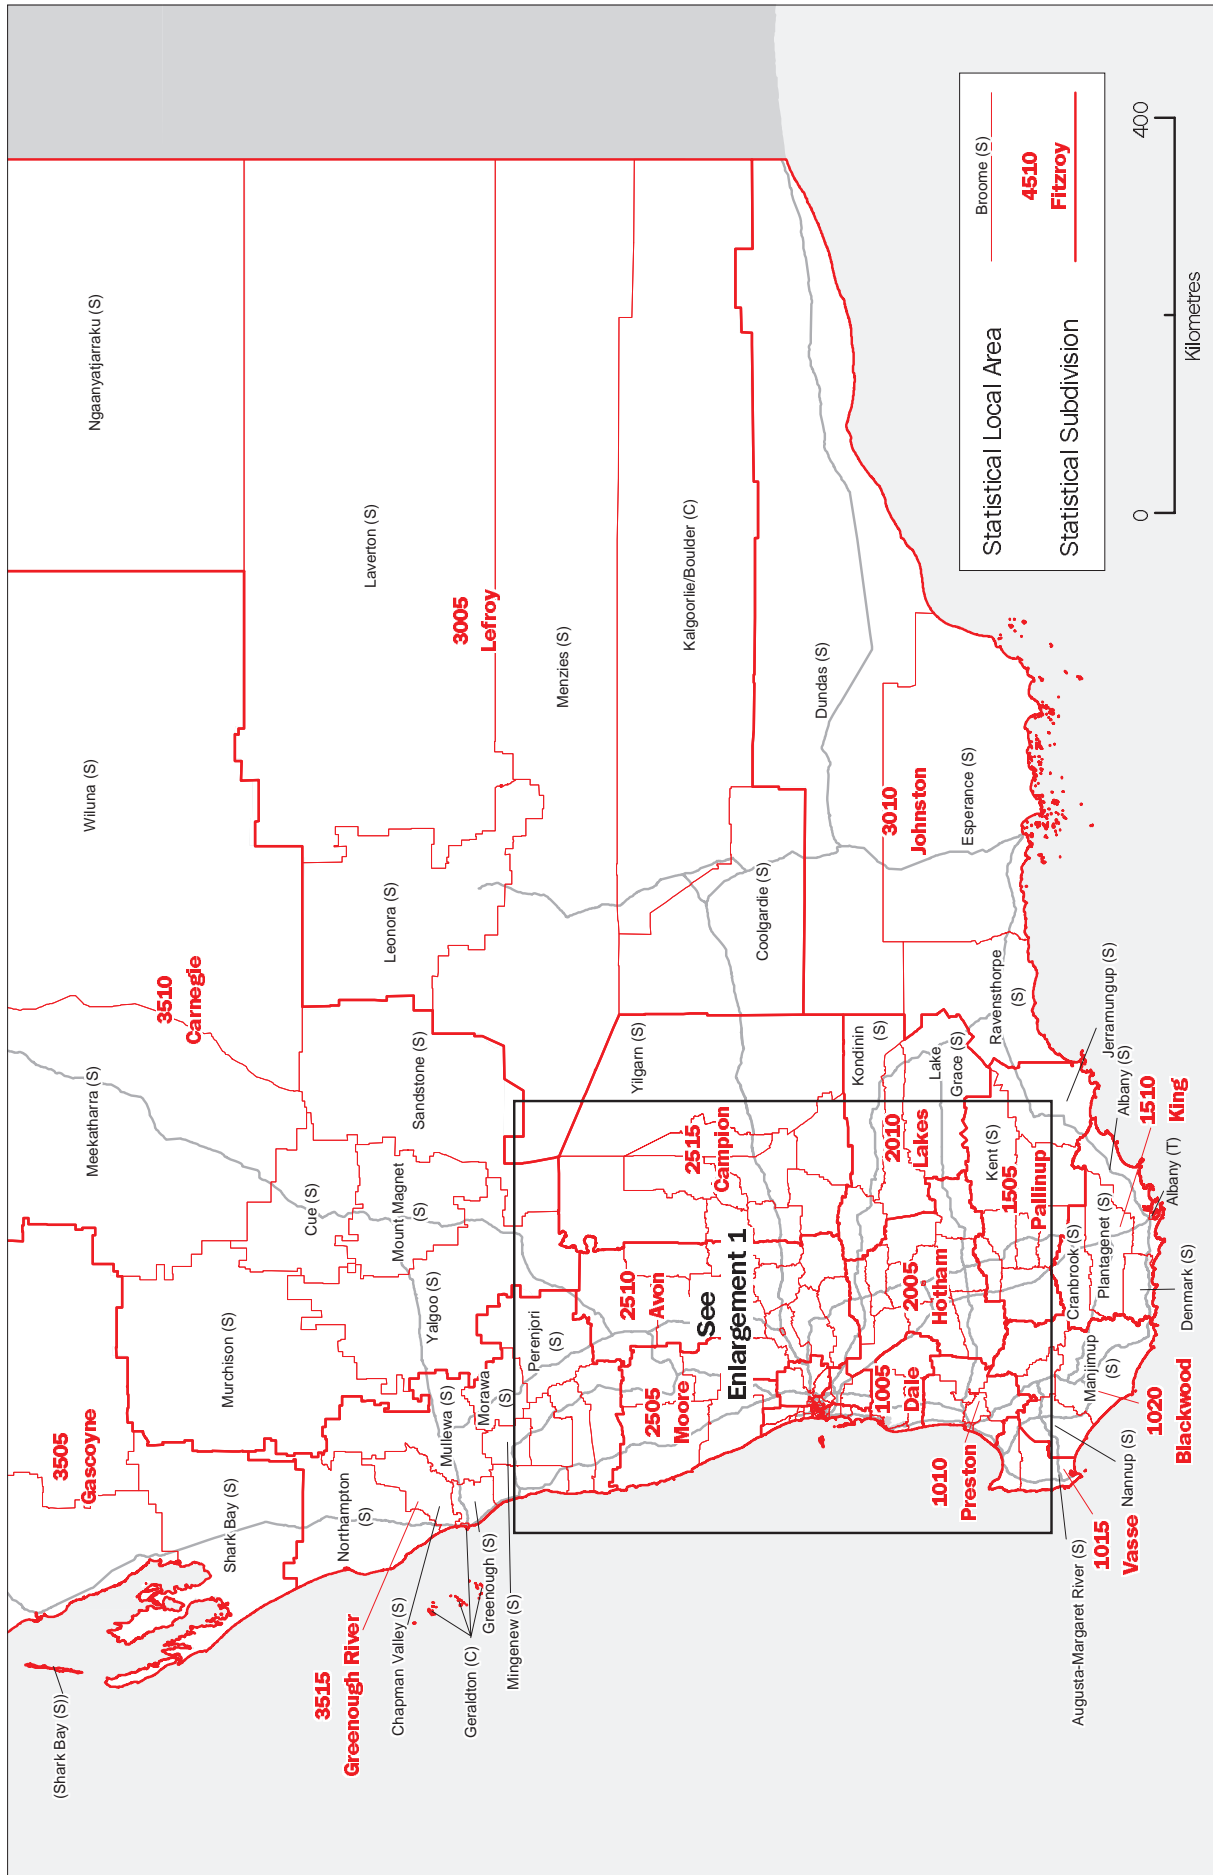 (Shark Bay (S))
3505
Gascoyne
Shark Bay (S)
Murchison (S)
Meekatharra (S)
3510
Carnegie
Wiluna (S)
Ngaanyatjarraku (S)
3515
Greenough River
Northampton
(S)
Chapman Valley (S)
Geraldton (C)
Greenough (S)
Mingenew (S)
Mullewa (S)
Morawa
(S)
Yalgoo (S)
Cue (S)
Mount Magnet
(S)
Sandstone (S)
Leonora (S)
Laverton (S)
3005
Lefroy
Menzies (S)
Kalgoorlie/Boulder (C)
Perenjori
(S)
2505
Moore
2510
Avon
See
Enlargement 1
2515
Campion
Yilgarn (S)
Coolgardie (S)
Dundas (S)
1005
Dale
2005
Hotham
2010
Lakes
Kondinin
(S)
Lake
Grace (S)
3010
Johnston
Esperance (S)
Ravensthorpe
(S)
1010
Preston
Kent (S)
1505
Pallinup
Jerramungup (S)
Albany (S)
1510
King
Albany (T)
Cranbrook (S)
Plantagenet (S)
Denmark (S)
Manjimup
(S)
1020
Blackwood
Nannup (S)
1015
Vasse
Augusta-Margaret River (S)
Statistical Local Area
Broome (S)
Statistical Subdivision
4510
Fitzroy
0
400
Kilometres